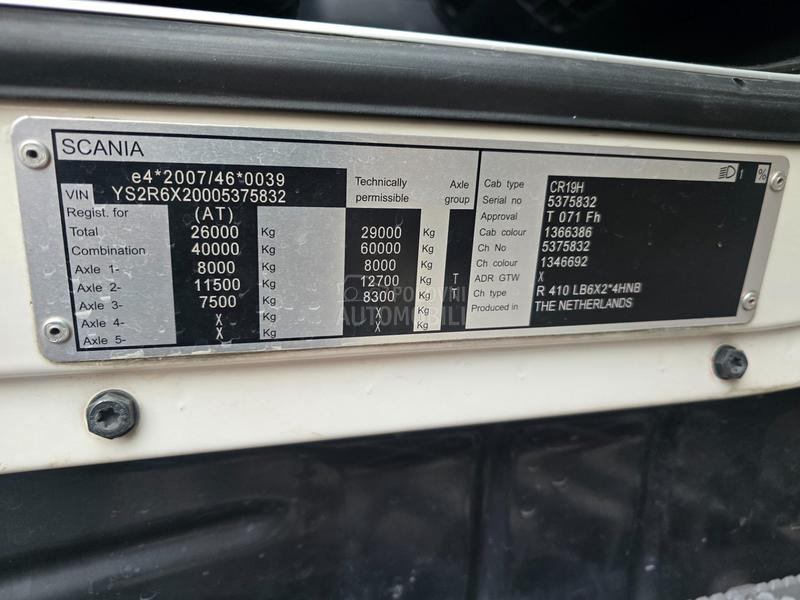 SCANIA
e4*2007/46*0039
VIN YS2R6X20005375832
Technically permissible
Axle group
Regist. for (AT)
Total 26000 Kg 29000 Kg
Combination 40000 Kg 60000 Kg
Axle 1- 8000 Kg 8000 Kg
Axle 2- 11500 Kg 12700 Kg T
Axle 3- 7500 Kg 8300 Kg T
Axle 4- X Kg X Kg
Axle 5- X Kg X Kg
1 %
Cab type CR19H
Serial no 5375832
Approval T 071 Fh
Cab colour 1366386
Ch No 5375832
Ch colour 1346692
ADR GTW X
Ch type R 410 LB6X2*4HNB
Produced in THE NETHERLANDS
POLOVNI
AUTOMOBILI